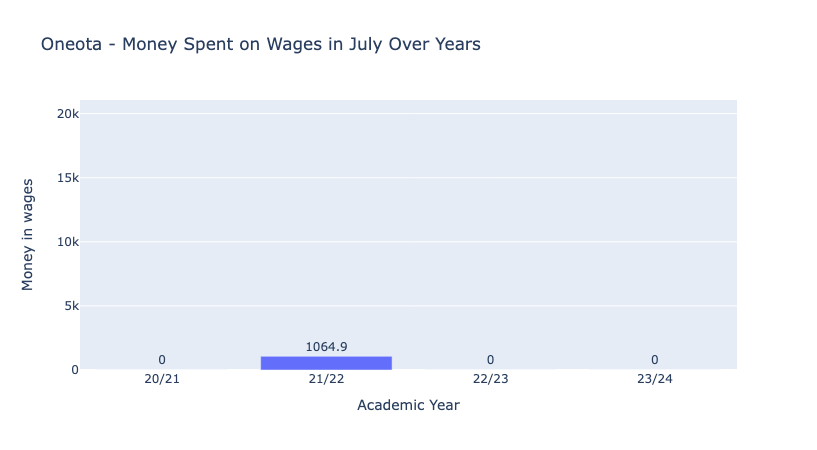 Oneota - Money Spent on Wages in July Over Years
Money in wages
20k
15k
10k
5k
0
0
1064.9
0
0
20/21
21/22
22/23
23/24
Academic Year